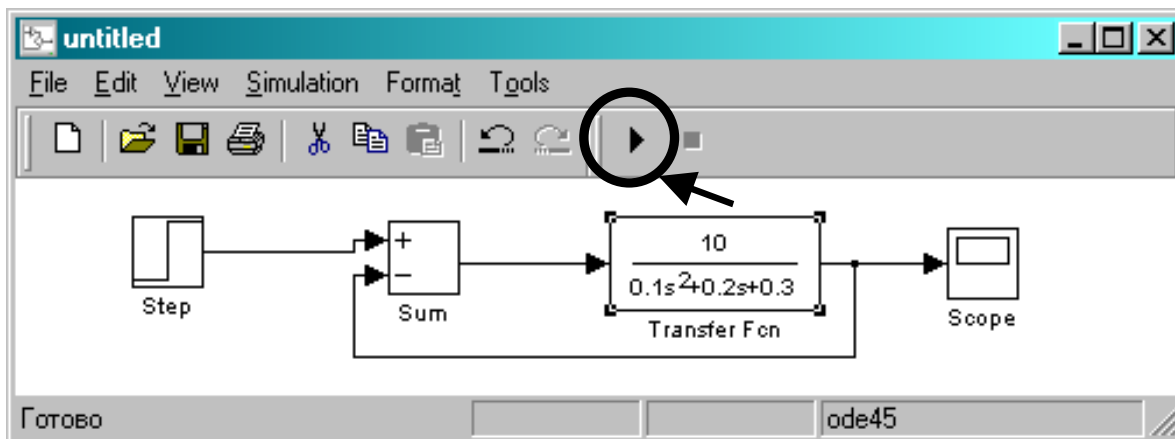 untitled
File Edit View Simulation Format Tools
+
−
10
0.1s²+0.2s+0.3
Step
Sum
Transfer Fcn
Scope
Готово
ode45